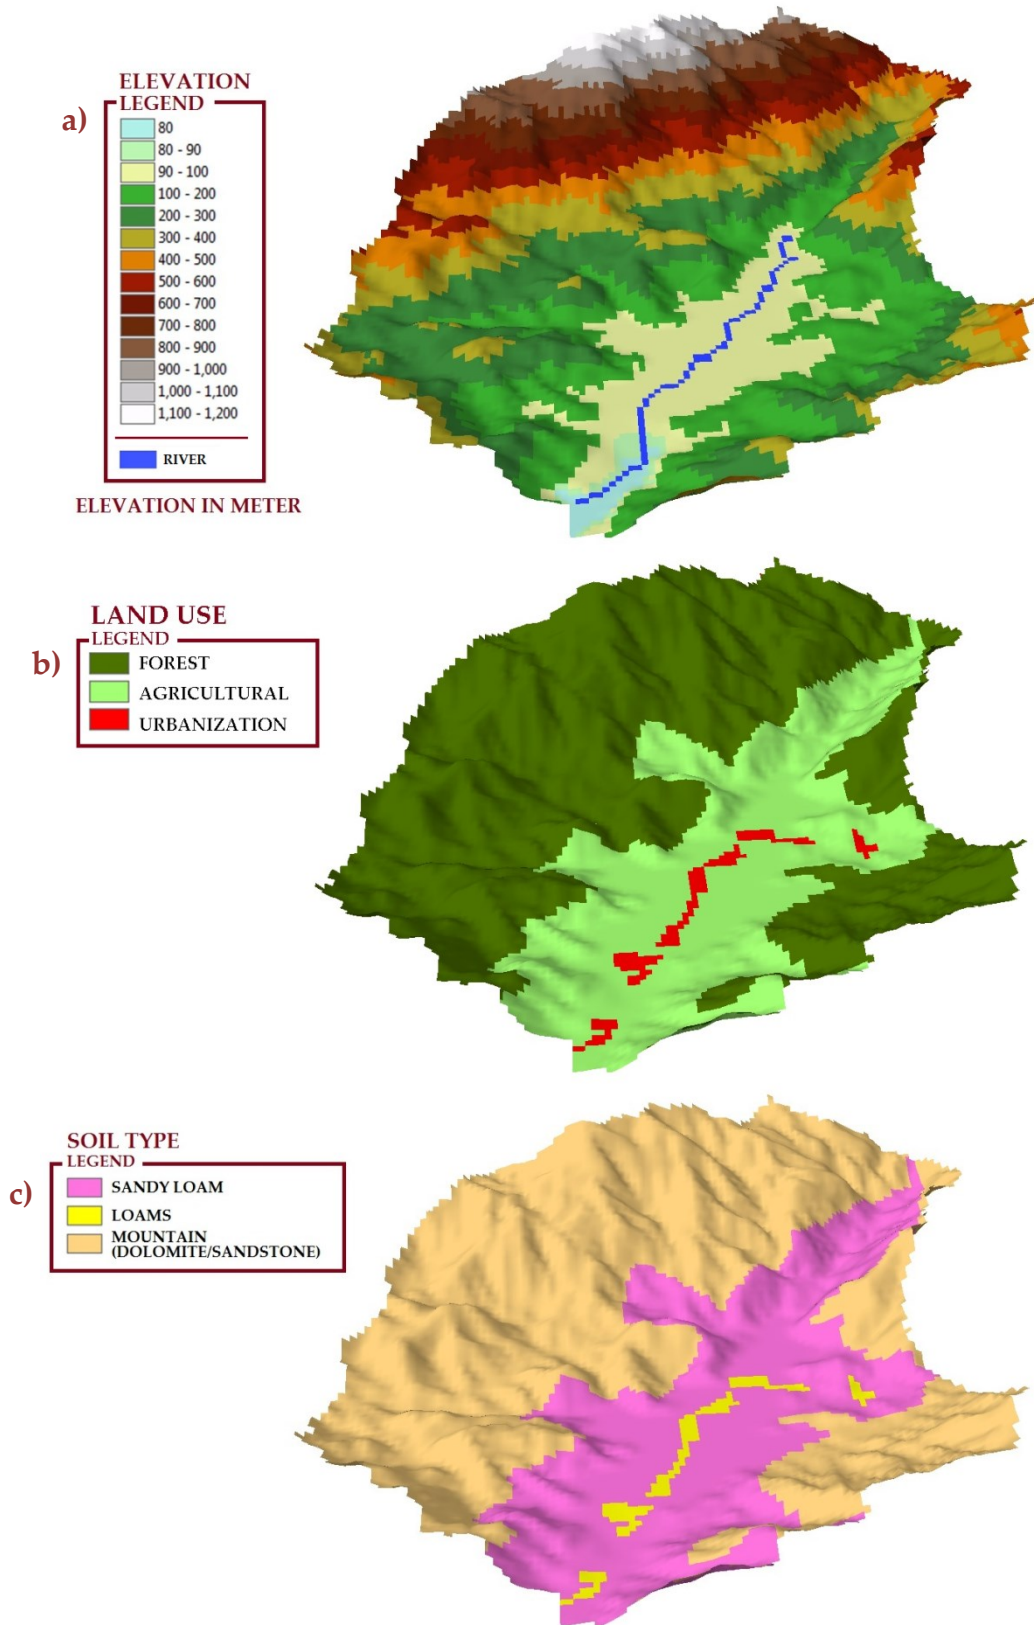 ELEVATION
LEGEND
a)
80
80 - 90
90 - 100
100 - 200
200 - 300
300 - 400
400 - 500
500 - 600
600 - 700
700 - 800
800 - 900
900 - 1,000
1,000 - 1,100
1,100 - 1,200
RIVER
ELEVATION IN METER
LAND USE
LEGEND
b)
FOREST
AGRICULTURAL
URBANIZATION
SOIL TYPE
LEGEND
c)
SANDY LOAM
LOAMS
MOUNTAIN
(DOLOMITE/SANDSTONE)